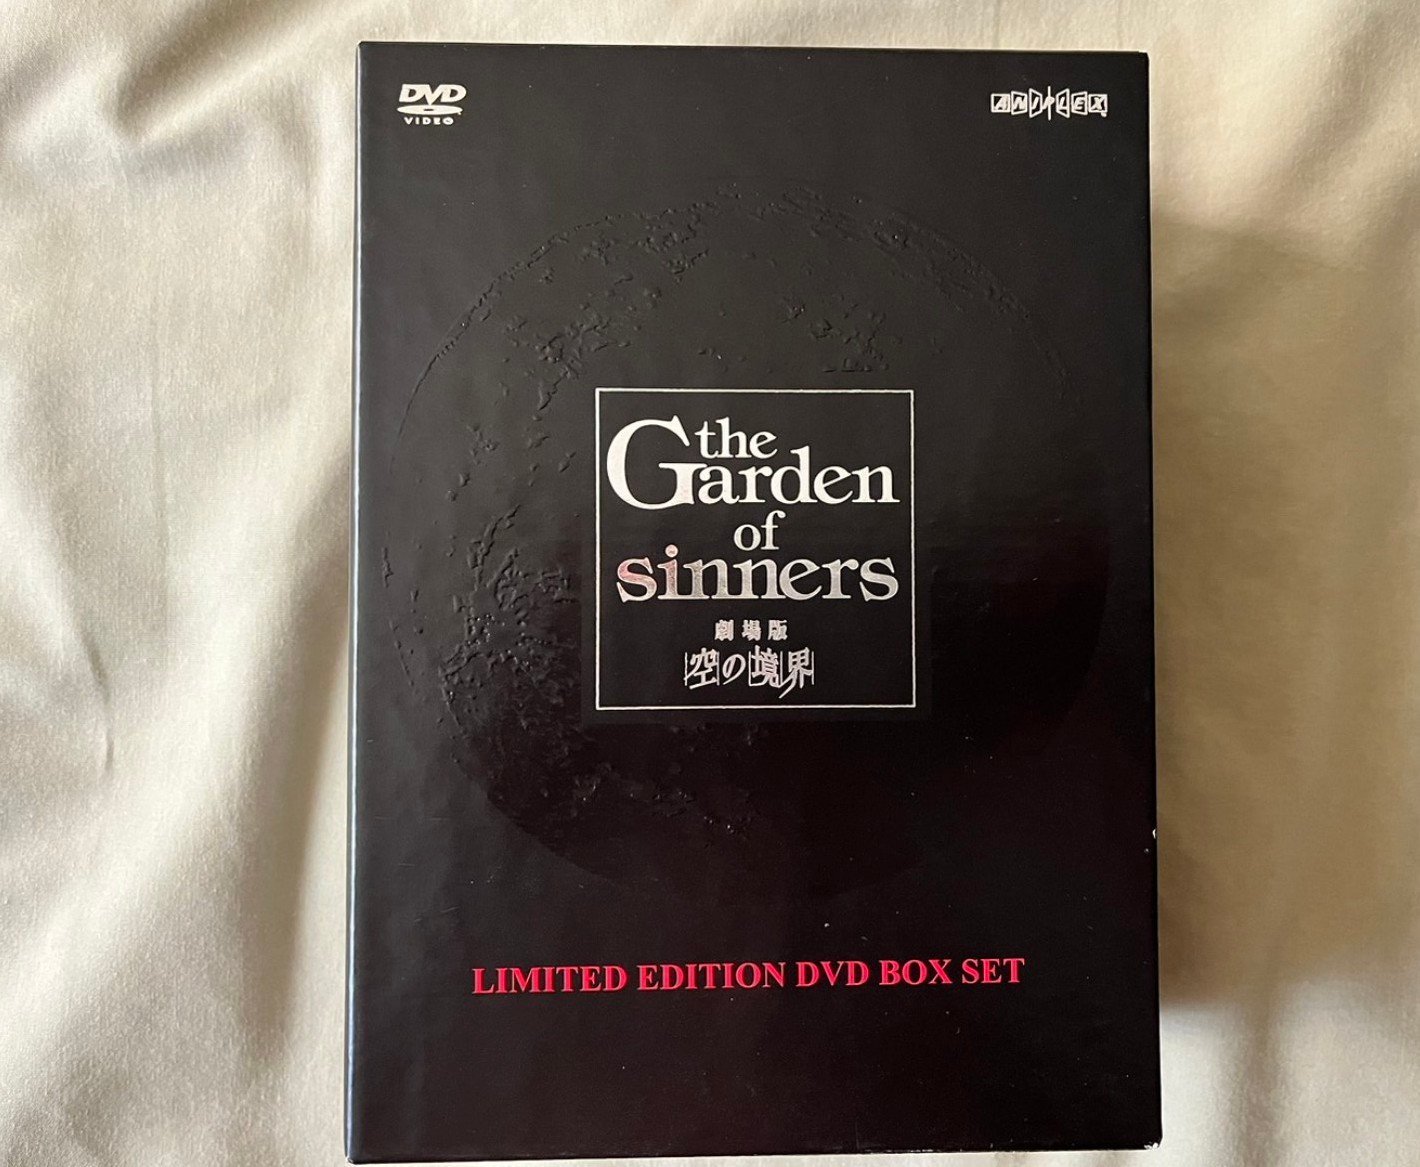 DVD
VIDEO
ANIPLEX
the
Garden
of
sinners
劇場版
空の境界
LIMITED EDITION DVD BOX SET